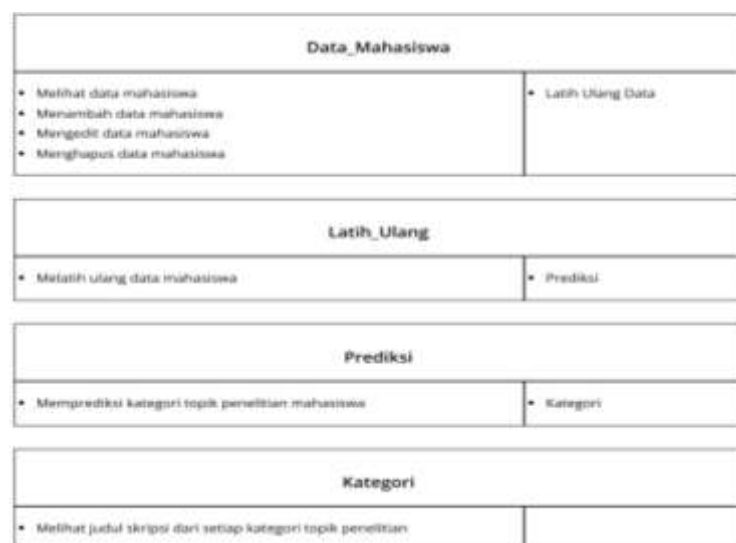 Data_Mahasiswa
• Melihat data mahasiswa
• Menambah data mahasiswa
• Mengedit data mahasiswa
• Menghapus data mahasiswa
• Latih Ulang Data
Latih_Ulang
• Melatih ulang data mahasiswa
• Prediksi
Prediksi
• Memprediksi kategori topik penelitian mahasiswa
• Kategori
Kategori
• Melihat judul skripsi dari setiap kategori topik penelitian